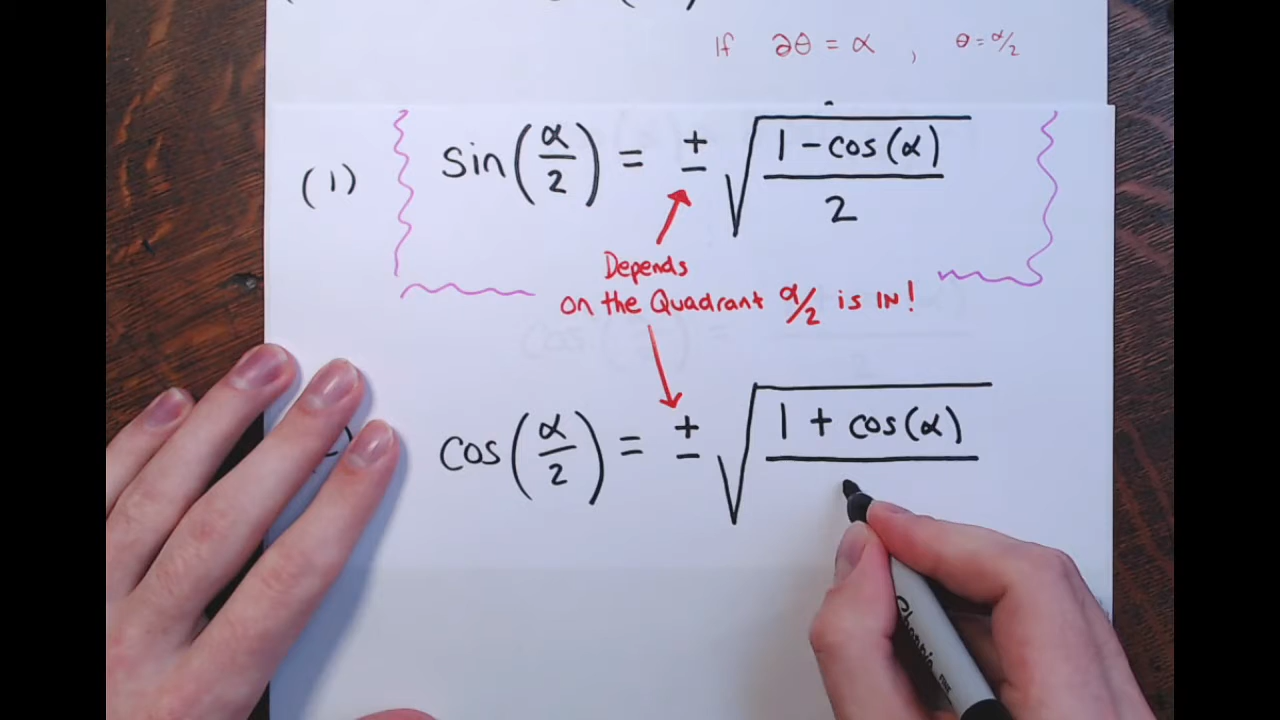 If 2θ = α , θ = α/2
(1) sin(α/2) = ± √((1 - cos(α))/2)
Depends
on the Quadrant α/2 is IN!
cos(α/2) = ± √(1 + cos(α)
Sharpie